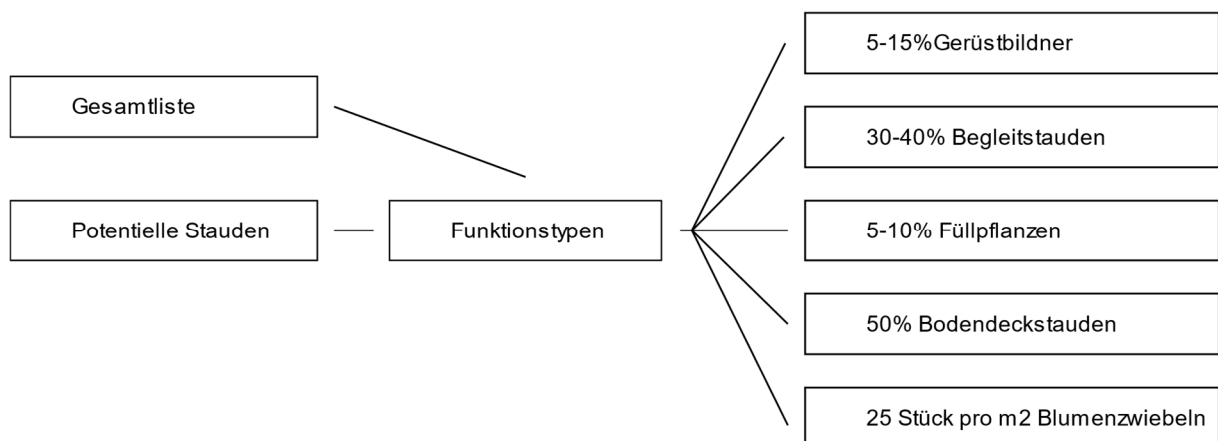 Gesamtliste
Potentielle Stauden
Funktionstypen
5-15%Gerüstbildner
30-40% Begleitstauden
5-10% Füllpflanzen
50% Bodendeckstauden
25 Stück pro m2 Blumenzwiebeln